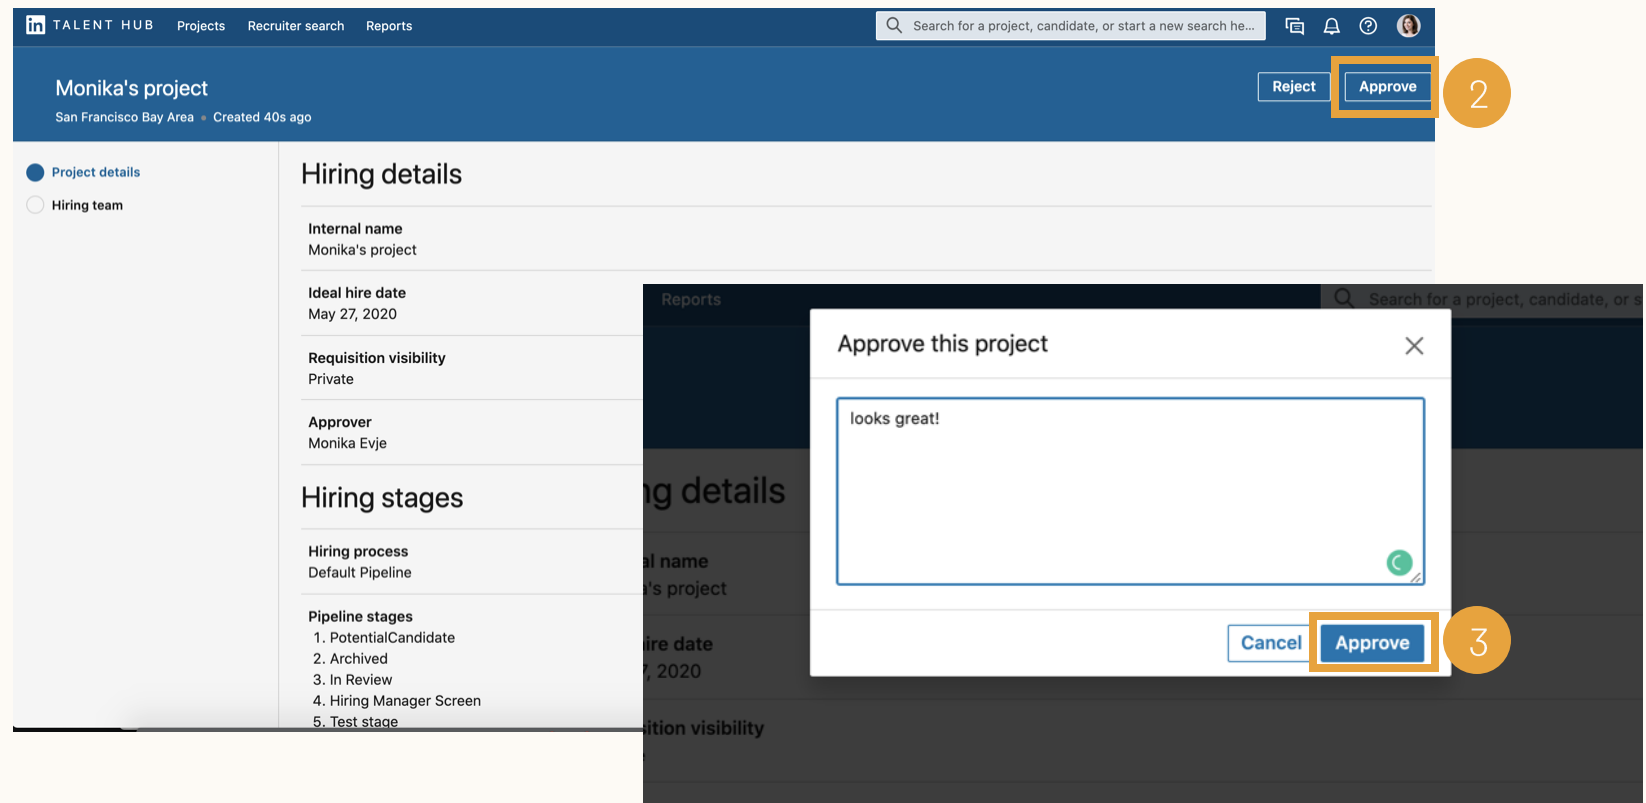 in TALENT HUB Projects Recruiter search Reports Search for a project, candidate, or start a new search he...
Monika's project
San Francisco Bay Area • Created 40s ago
Reject Approve 2
Project details
Hiring team
Hiring details
Internal name
Monika's project
Ideal hire date
May 27, 2020
Requisition visibility
Private
Approver
Monika Evje
Hiring stages
Hiring process
Default Pipeline
Pipeline stages
1. PotentialCandidate
2. Archived
3. In Review
4. Hiring Manager Screen
5. Test stage
Reports Search for a project, candidate, or s
Approve this project
looks great!
Cancel Approve 3
ng details
al name
a's project
ire date
7, 2020
ition visibility